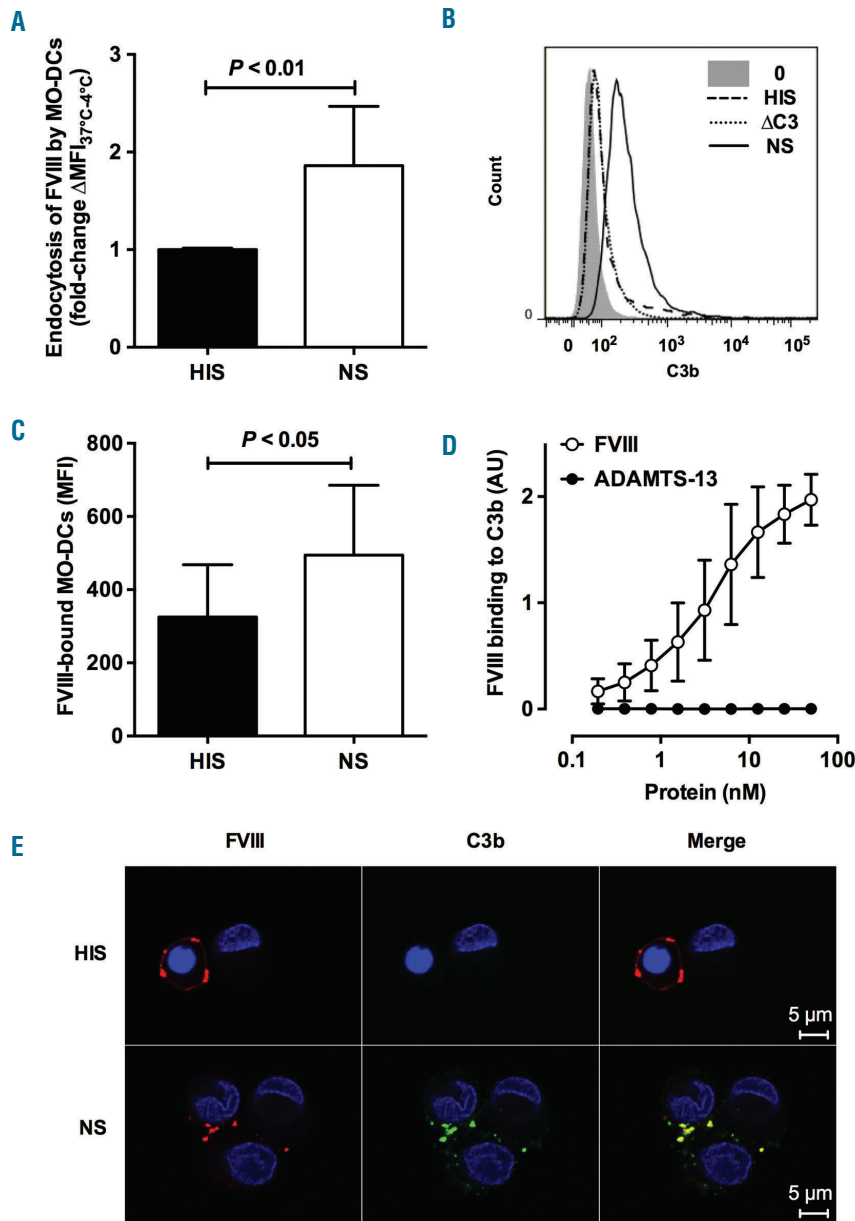 A
Endocytosis of FVIII by MO-DCs
(fold-change ΔMFI37°C-4°C)
3
2
1
0
P < 0.01
HIS
NS
B
Count
0
0
HIS
ΔC3
NS
0
10²
10³
10⁴
10⁵
C3b
C
FVIII-bound MO-DCs (MFI)
800
600
400
200
0
P < 0.05
HIS
NS
D
FVIII binding to C3b (AU)
2
1
0
FVIII
ADAMTS-13
0.1
1
10
100
Protein (nM)
E
FVIII
C3b
Merge
HIS
5 μm
NS
5 μm